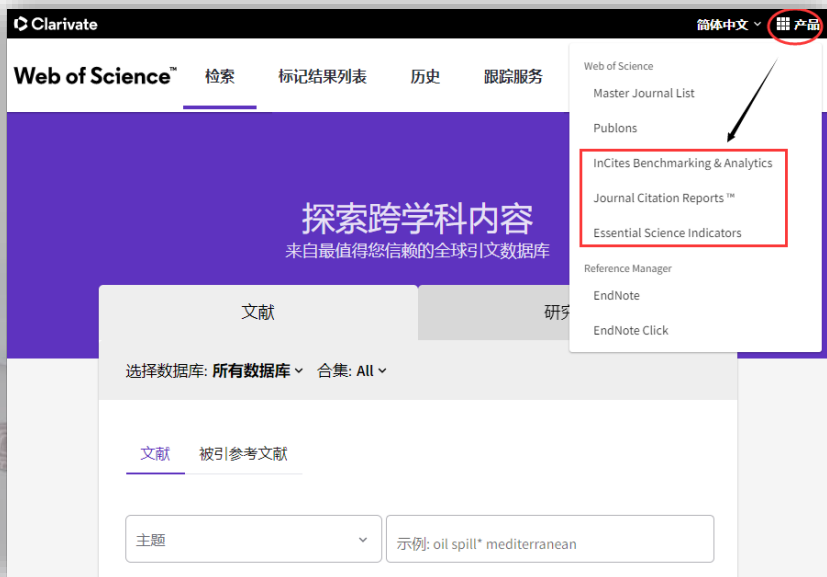 Clarivate
简体中文 产品
Web of Science™ 检索 标记结果列表 历史 跟踪服务
Web of Science
Master Journal List
Publons
InCites Benchmarking & Analytics
Journal Citation Reports ™
Essential Science Indicators
Reference Manager
EndNote
EndNote Click
探索跨学科内容
来自最值得您信赖的全球引文数据库
文献
选择数据库: 所有数据库 合集: All
文献 被引参考文献
主题 示例: oil spill* mediterranean